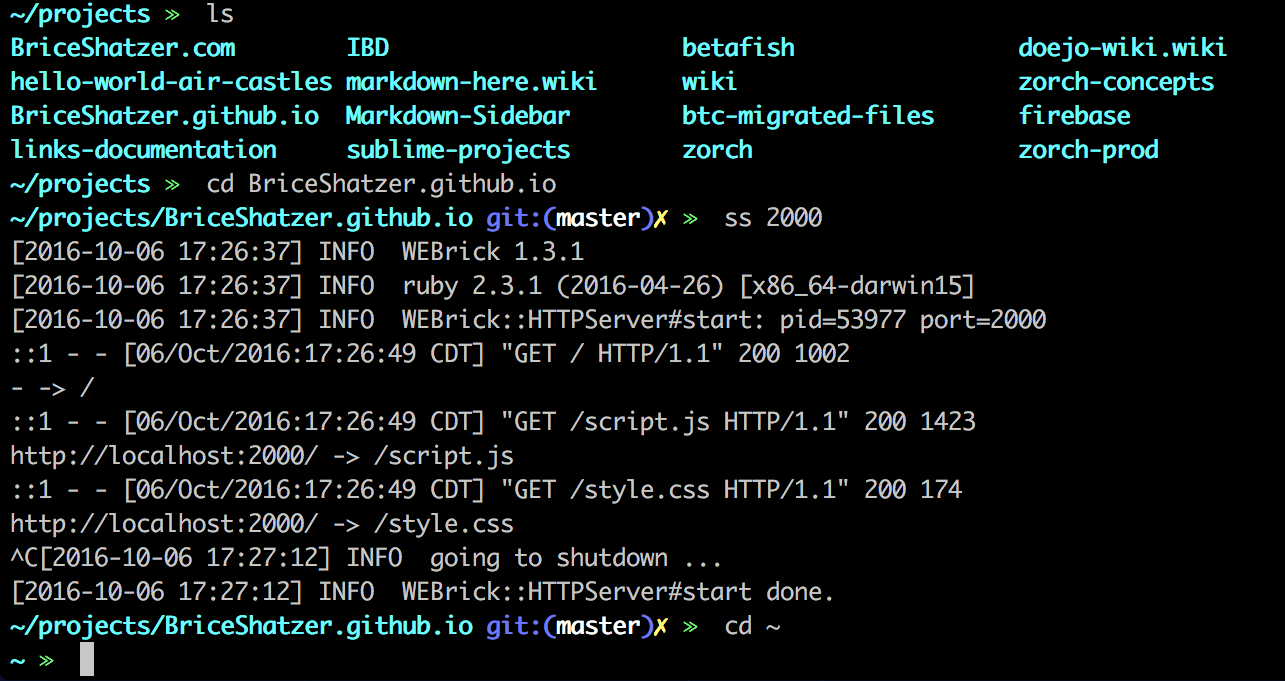 ~/projects »  ls
BriceShatzer.com        IBD                     betafish                doejo-wiki.wiki
hello-world-air-castles markdown-here.wiki      wiki                    zorch-concepts
BriceShatzer.github.io  Markdown-Sidebar        btc-migrated-files      firebase
links-documentation     sublime-projects        zorch                   zorch-prod
~/projects »  cd BriceShatzer.github.io
~/projects/BriceShatzer.github.io git:(master)✗ »  ss 2000
[2016-10-06 17:26:37] INFO  WEBrick 1.3.1
[2016-10-06 17:26:37] INFO  ruby 2.3.1 (2016-04-26) [x86_64-darwin15]
[2016-10-06 17:26:37] INFO  WEBrick::HTTPServer#start: pid=53977 port=2000
::1 - - [06/Oct/2016:17:26:49 CDT] "GET / HTTP/1.1" 200 1002
- -> /
::1 - - [06/Oct/2016:17:26:49 CDT] "GET /script.js HTTP/1.1" 200 1423
http://localhost:2000/ -> /script.js
::1 - - [06/Oct/2016:17:26:49 CDT] "GET /style.css HTTP/1.1" 200 174
http://localhost:2000/ -> /style.css
^C[2016-10-06 17:27:12] INFO  going to shutdown ...
[2016-10-06 17:27:12] INFO  WEBrick::HTTPServer#start done.
~/projects/BriceShatzer.github.io git:(master)✗ »  cd ~
~ »